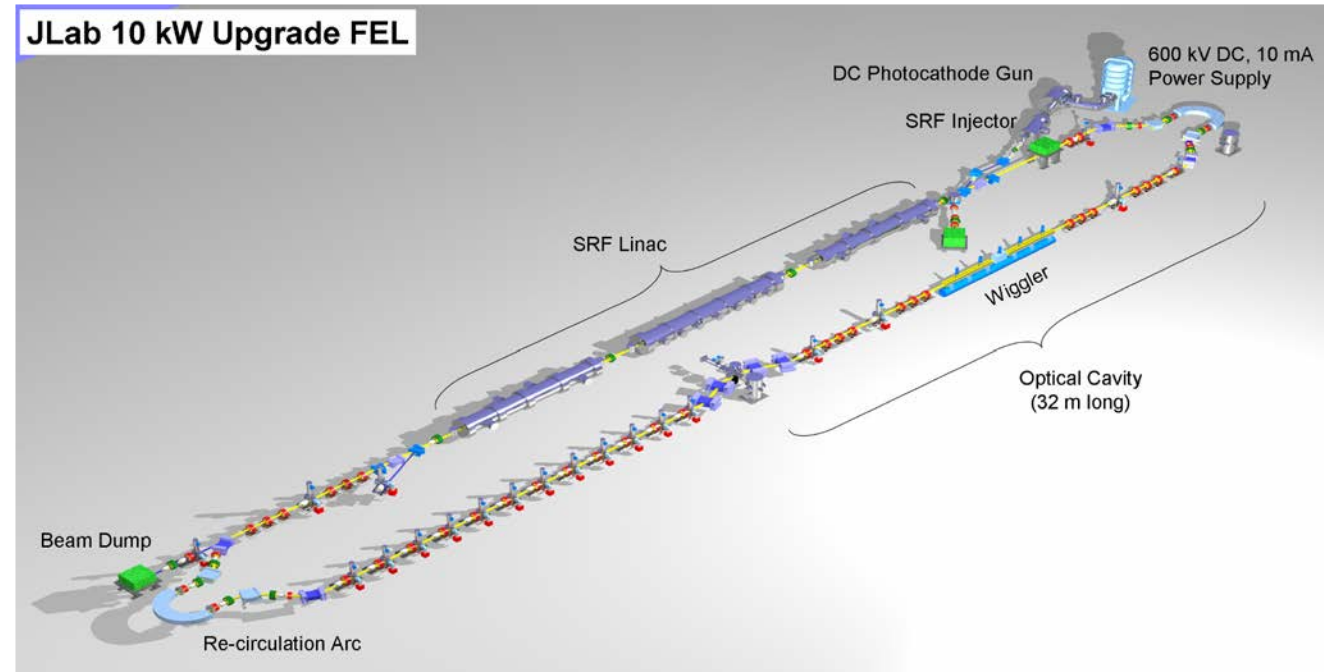 JLab 10 kW Upgrade FEL
600 kV DC, 10 mA
Power Supply
DC Photocathode Gun
SRF Injector
SRF Linac
Wiggler
Optical Cavity
(32 m long)
Beam Dump
Re-circulation Arc